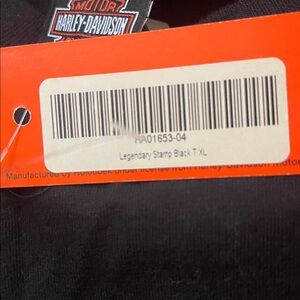 MOTOR
HARLEY-DAVIDSON
HA01653-04
Legendary Stamp Black T XL
Manufactured by Holoubek under license from Harley-Davidson Motor